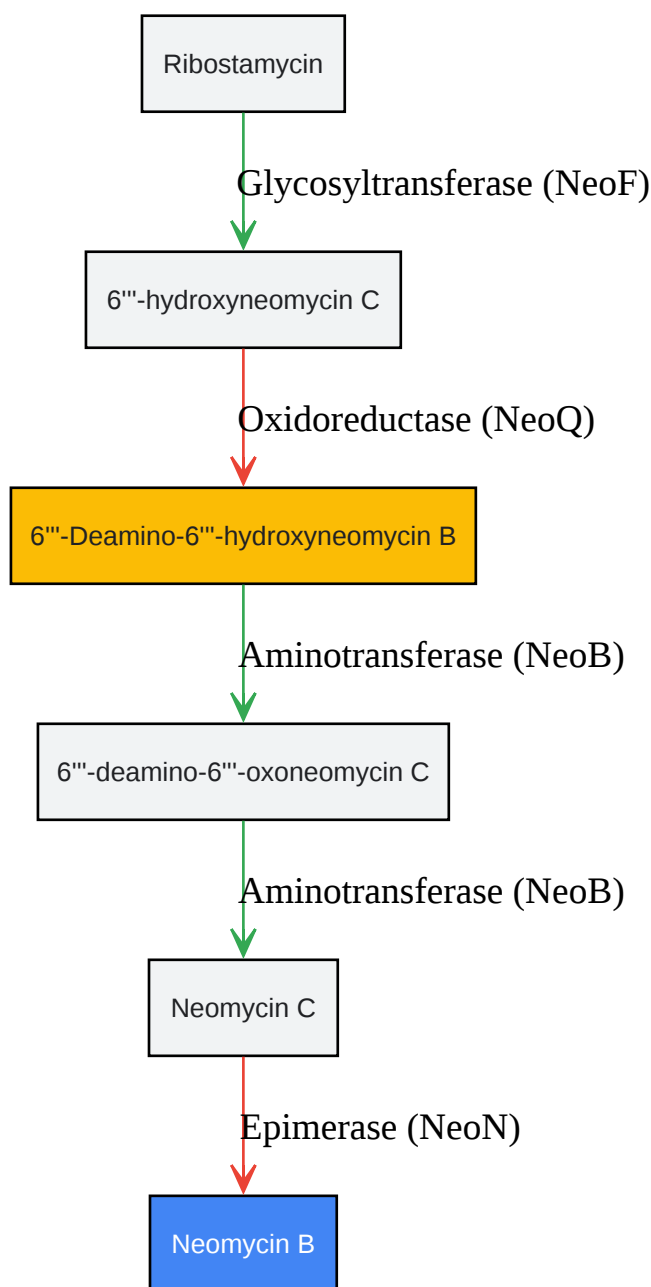 Ribostamycin
Glycosyltransferase (NeoF)
6'''-hydroxyneomycin C
Oxidoreductase (NeoQ)
6'''-Deamino-6'''-hydroxyneomycin B
Aminotransferase (NeoB)
6'''-deamino-6'''-oxoneomycin C
Aminotransferase (NeoB)
Neomycin C
Epimerase (NeoN)
Neomycin B